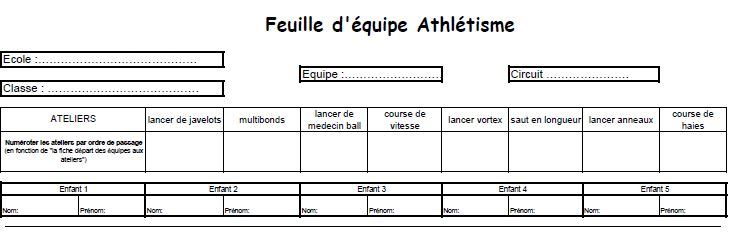 Feuille d'équipe Athlétisme
Ecole :……………………………………
Equipe :…………………….
Circuit ………………….
Classe : ………………………………….
ATELIERS lancer de javelots multibonds lancer de medecin ball course de vitesse lancer vortex saut en longueur lancer anneaux course de haies
Numéroter les ateliers par ordre de passage
(en fonction de "la fiche départ des équipes aux
ateliers")
Enfant 1 Enfant 2 Enfant 3 Enfant 4 Enfant 5
Nom: Prénom: Nom: Prénom: Nom: Prénom: Nom: Prénom: Nom: Prénom: